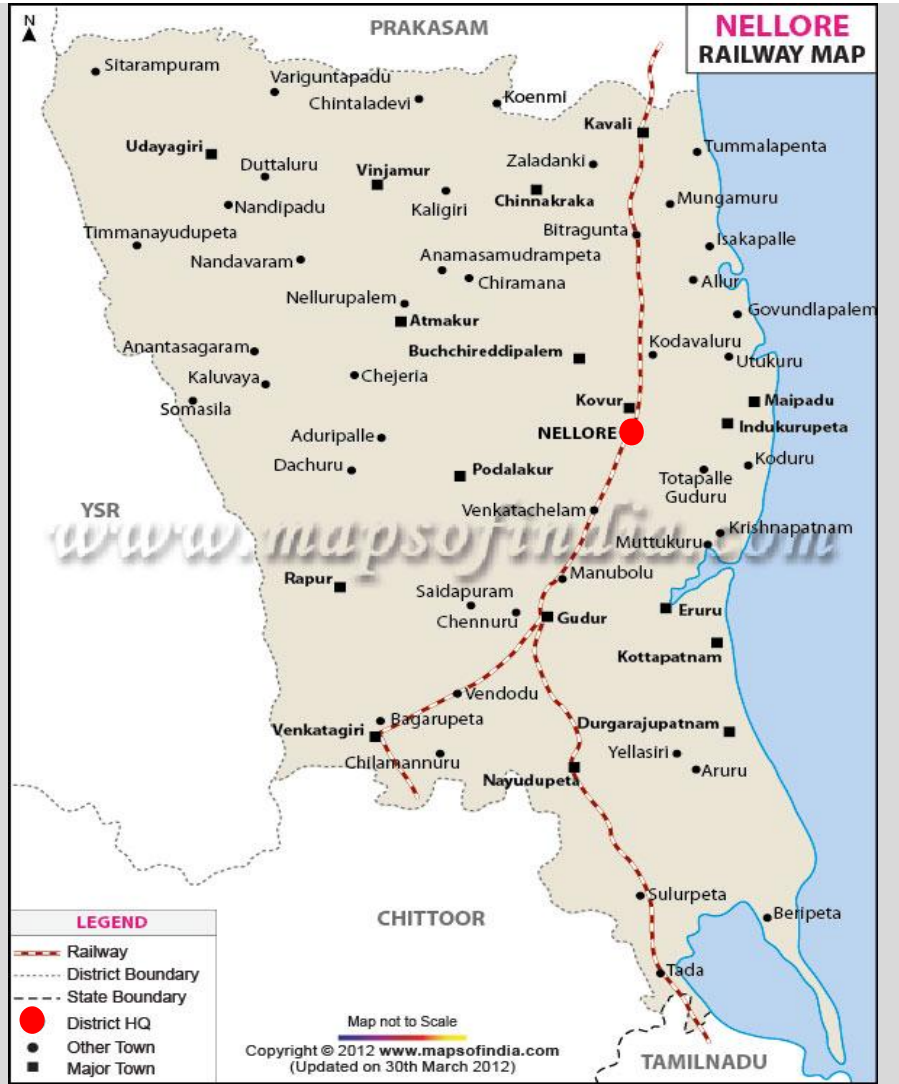 N
PRAKASAM
NELLORE
RAILWAY MAP
Sitarampuram
Variguntapadu
Chintaladevi
Koenmi
Kavali
Udayagiri
Duttaluru
Vinjamur
Zaladanki
Tummalapenta
Nandipadu
Kaligiri
Chinnakraka
Mungamuru
Timmanayudupeta
Bitragunta
Isakapalle
Nandavaram
Anamasamudrampeta
Chiramana
Allur
Nellurupalem
Govundlapalem
Atmakur
Anantasagaram
Buchchireddipalem
Kodavaluru
Utukuru
Kaluvaya
Chejeria
Somasila
Kovur
Maipadu
Indukurupeta
NELLORE
Aduripalle
Dachuru
Podalakur
Koduru
Totapalle
Guduru
YSR
Venkatachelam
Krishnapatnam
www.mapsofindia.com
Muttukuru
Manubolu
Rapur
Saidapuram
Chennuru
Gudur
Eruru
Kottapatnam
Vendodu
Bagarupeta
Venkatagiri
Durgarajupatnam
Chilamannuru
Yellasiri
Aruru
Nayudupeta
Sulurpeta
Beripeta
CHITTOOR
Tada
LEGEND
Railway
District Boundary
State Boundary
District HQ
Other Town
Major Town
Map not to Scale
Copyright © 2012 www.mapsofindia.com
(Updated on 30th March 2012)
TAMILNADU